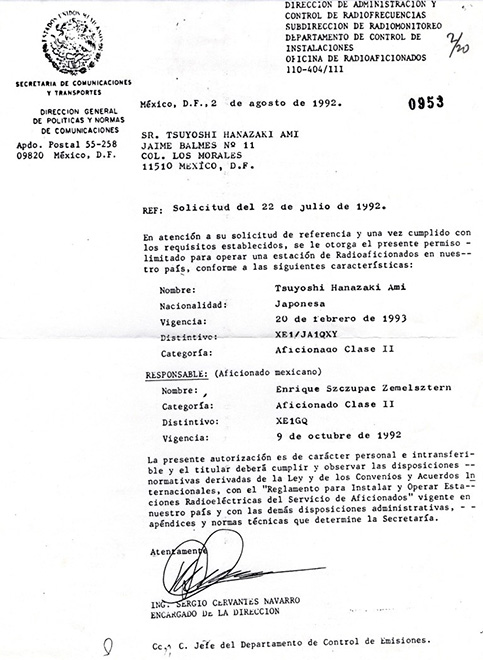 DIRECCION DE ADMINISTRACION Y
CONTROL DE RADIOFRECUENCIAS
SUBDIRECCION DE RADIOMONITOREO
DEPARTAMENTO DE CONTROL DE
INSTALACIONES
OFICINA DE RADIOAFICIONADOS
110-404/111
2/20
ESTADOS UNIDOS MEXICANOS
SECRETARIA DE COMUNICACIONES
Y TRANSPORTES
DIRECCION GENERAL
DE POLITICAS Y NORMAS
DE COMUNICACIONES
Apdo. Postal 55-258
09820 México, D.F.
México, D.F., 2 de agosto de 1992.
0953
SR. TSUYOSHI HANAZAKI AMI
JAIME BALMES Nº 11
COL. LOS MORALES
11510 MEXICO, D.F.
REF: Solicitud del 22 de julio de 1992.
En atención a su solicitud de referencia y una vez cumplido con
los requisitos establecidos, se le otorga el presente permiso -
limitado para operar una estación de Radioaficionados en nues--
tro país, conforme a las siguientes características:
Nombre: Tsuyoshi Hanazaki Ami
Nacionalidad: Japonesa
Vigencia: 20 de febrero de 1993
Distintivo: XE1/JA1QXY
Categoría: Aficionado Clase II
RESPONSABLE: (Aficionado mexicano)
Nombre: Enrique Szczupac Zemelsztern
Categoría: Aficionado Clase II
Distintivo: XE1GQ
Vigencia: 9 de octubre de 1992
La presente autorización es de carácter personal e intransferi-
ble y el titular deberá cumplir y observar las disposiciones --
normativas derivadas de la Ley y de los Convenios y Acuerdos In
ternacionales, con el "Reglamento para Instalar y Operar Esta--
ciones Radioeléctricas del Servicio de Aficionados" vigente en
nuestro país y con las demás disposiciones administrativas, - -
apéndices y normas técnicas que determine la Secretaría.
Atentamente
ING. SERGIO CERVANTES NAVARRO
ENCARGADO DE LA DIRECCION
Cc., C. Jefe del Departamento de Control de Emisiones.